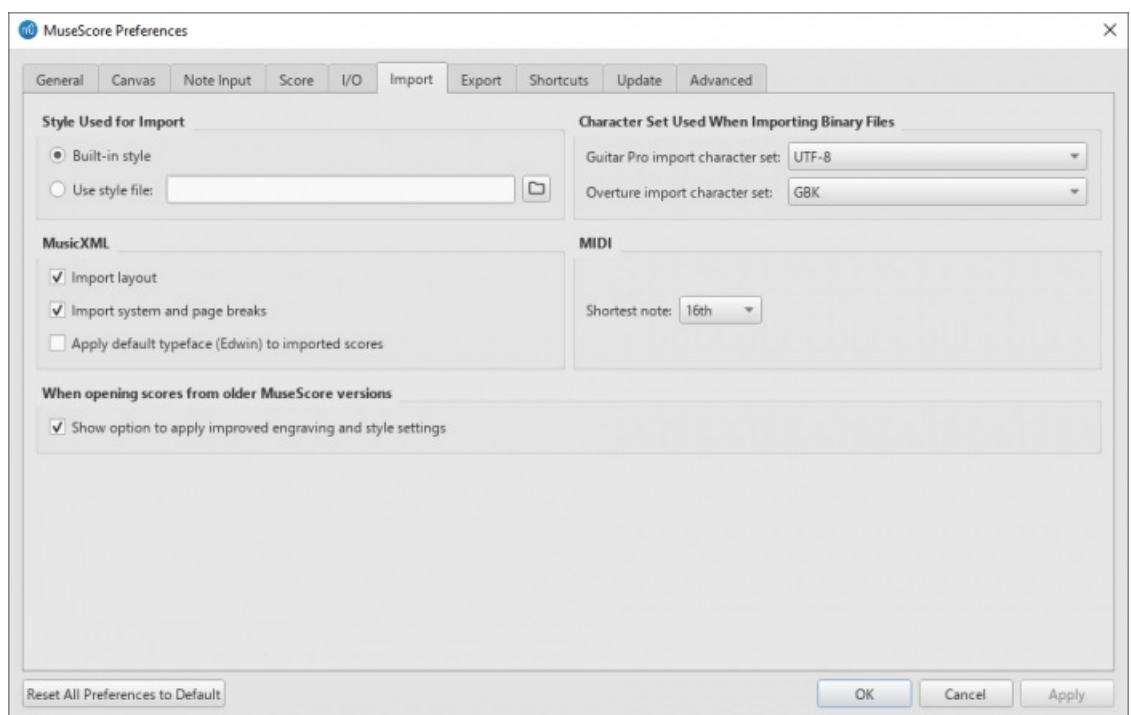 MuseScore Preferences
General Canvas Note Input Score I/O Import Export Shortcuts Update Advanced
Style Used for Import
Built-in style
Use style file:
Character Set Used When Importing Binary Files
Guitar Pro import character set: UTF-8
Overture import character set: GBK
MusicXML
Import layout
Import system and page breaks
Apply default typeface (Edwin) to imported scores
MIDI
Shortest note: 16th
When opening scores from older MuseScore versions
Show option to apply improved engraving and style settings
Reset All Preferences to Default OK Cancel Apply